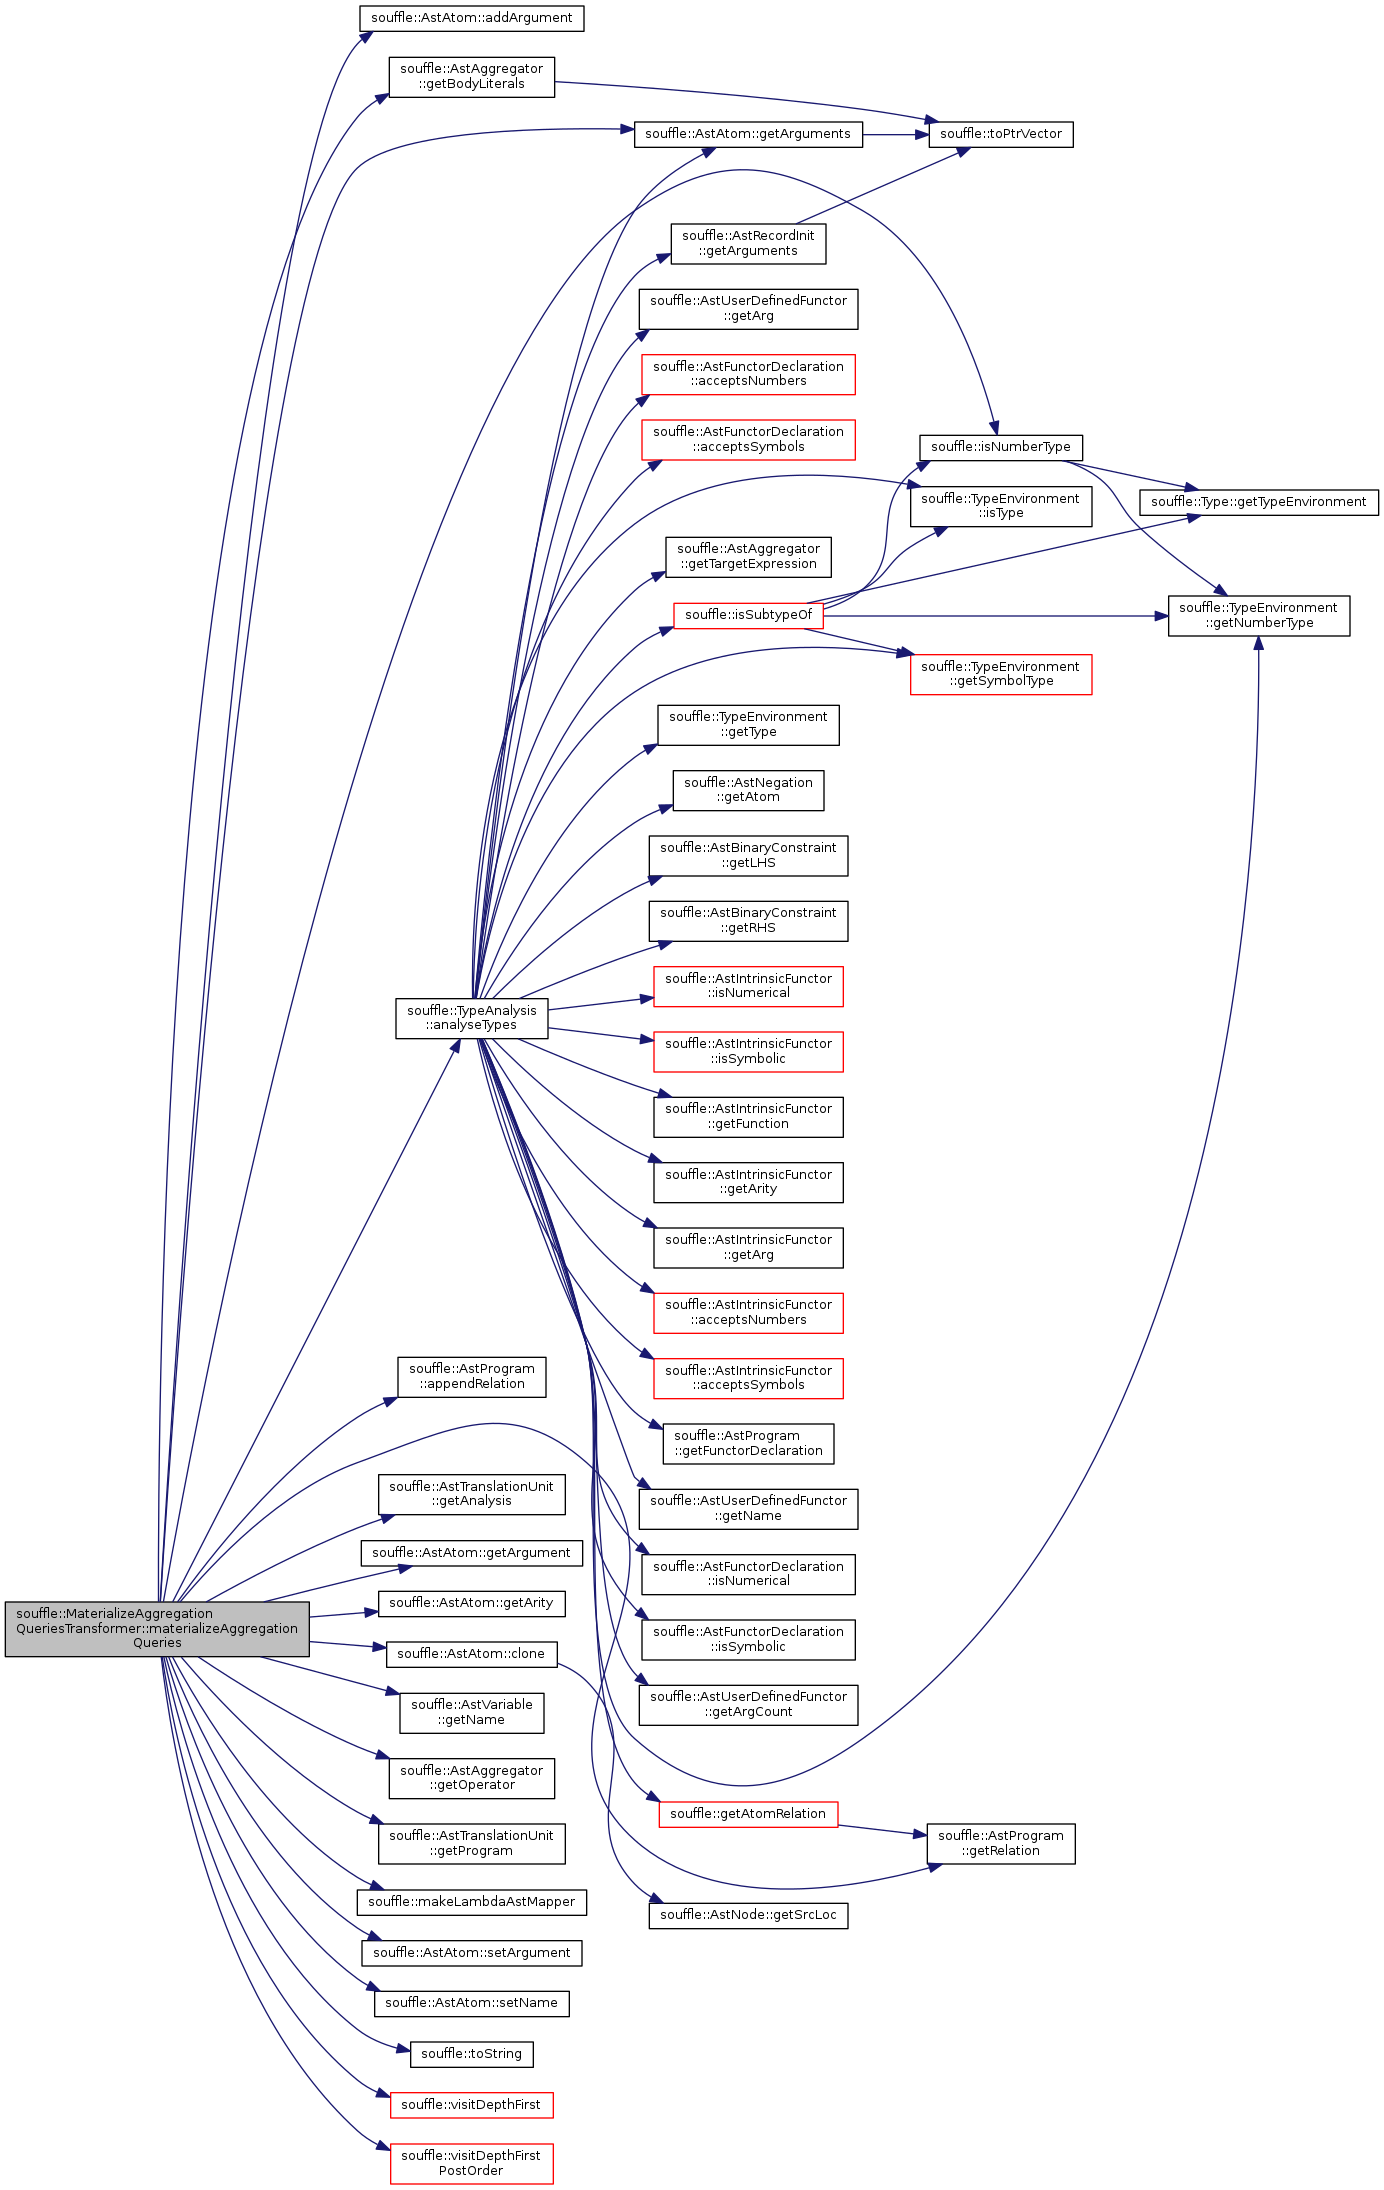 souffle::AstAtom::addArgument
souffle::AstAggregator
::getBodyLiterals
souffle::AstAtom::getArguments
souffle::toPtrVector
souffle::AstRecordInit
::getArguments
souffle::AstUserDefinedFunctor
::getArg
souffle::AstFunctorDeclaration
::acceptsNumbers
souffle::AstFunctorDeclaration
::acceptsSymbols
souffle::isNumberType
souffle::TypeEnvironment
::isType
souffle::Type::getTypeEnvironment
souffle::AstAggregator
::getTargetExpression
souffle::isSubtypeOf
souffle::TypeEnvironment
::getNumberType
souffle::TypeEnvironment
::getSymbolType
souffle::TypeEnvironment
::getType
souffle::AstNegation
::getAtom
souffle::AstBinaryConstraint
::getLHS
souffle::AstBinaryConstraint
::getRHS
souffle::AstIntrinsicFunctor
::isNumerical
souffle::TypeAnalysis
::analyseTypes
souffle::AstIntrinsicFunctor
::isSymbolic
souffle::AstIntrinsicFunctor
::getFunction
souffle::AstIntrinsicFunctor
::getArity
souffle::AstIntrinsicFunctor
::getArg
souffle::AstIntrinsicFunctor
::acceptsNumbers
souffle::AstIntrinsicFunctor
::acceptsSymbols
souffle::AstProgram
::appendRelation
souffle::AstProgram
::getFunctorDeclaration
souffle::AstTranslationUnit
::getAnalysis
souffle::AstUserDefinedFunctor
::getName
souffle::AstAtom::getArgument
souffle::AstFunctorDeclaration
::isNumerical
souffle::AstAtom::getArity
souffle::MaterializeAggregation
QueriesTransformer::materializeAggregation
Queries
souffle::AstFunctorDeclaration
::isSymbolic
souffle::AstAtom::clone
souffle::AstVariable
::getName
souffle::AstUserDefinedFunctor
::getArgCount
souffle::AstAggregator
::getOperator
souffle::getAtomRelation
souffle::AstTranslationUnit
::getProgram
souffle::AstProgram
::getRelation
souffle::makeLambdaAstMapper
souffle::AstNode::getSrcLoc
souffle::AstAtom::setArgument
souffle::AstAtom::setName
souffle::toString
souffle::visitDepthFirst
souffle::visitDepthFirst
PostOrder